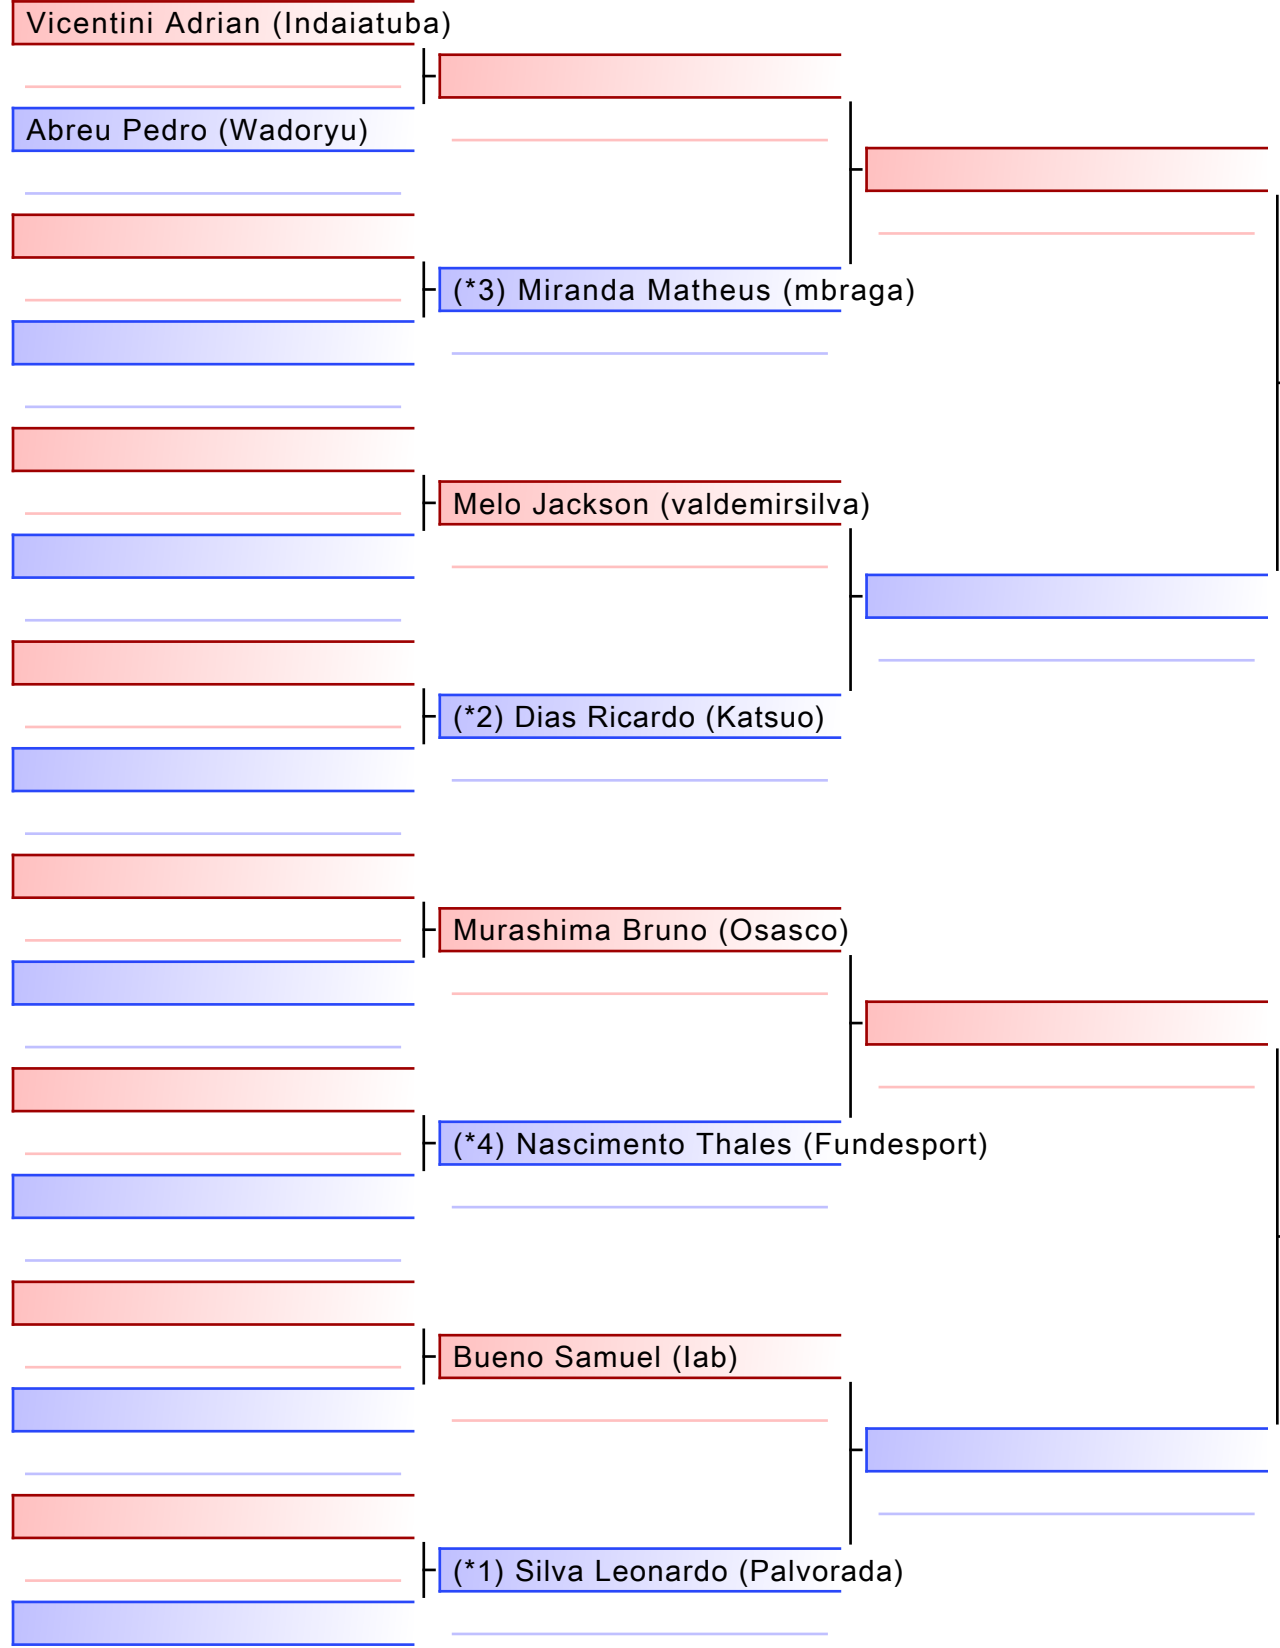 Vicentini Adrian (Indaiatuba)
Abreu Pedro (Wadoryu)
(*3) Miranda Matheus (mbraga)
Melo Jackson (valdemirsilva)
(*2) Dias Ricardo (Katsuo)
Murashima Bruno (Osasco)
(*4) Nascimento Thales (Fundesport)
Bueno Samuel (Iab)
(*1) Silva Leonardo (Palvorada)